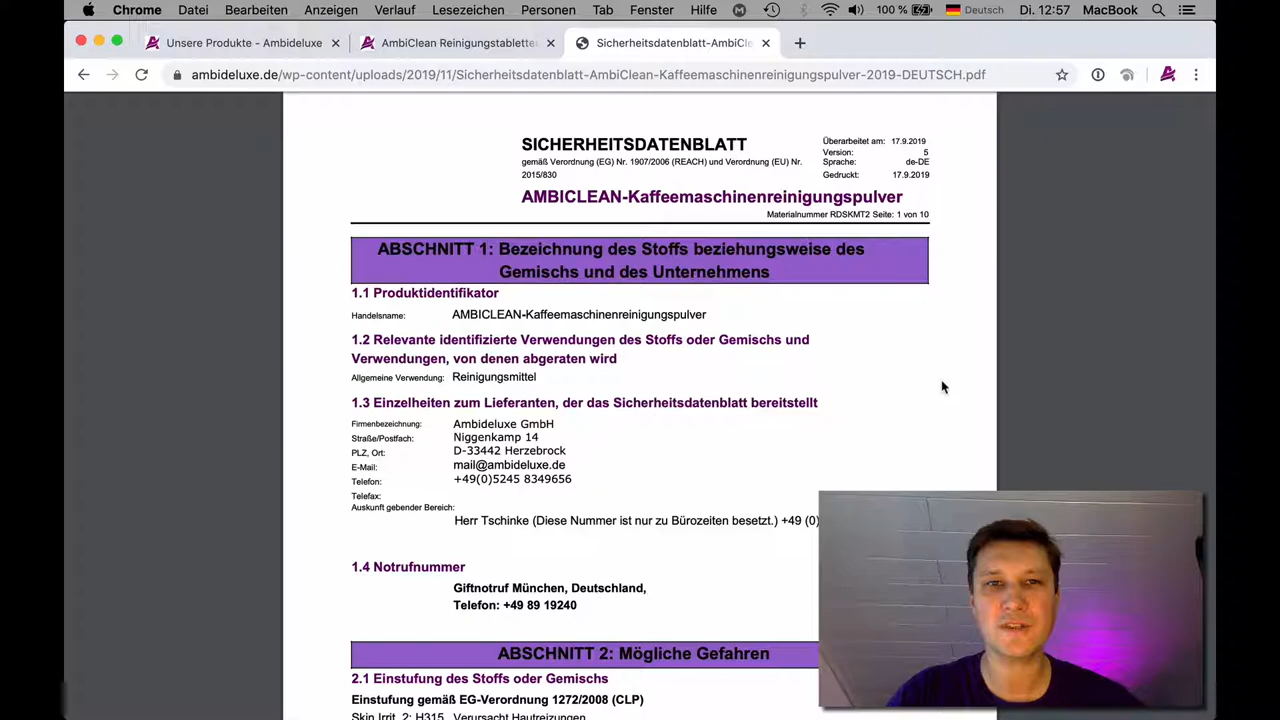 Chrome Datei Bearbeiten Anzeigen Verlauf Lesezeichen Personen Tab Fenster Hilfe 100 % Deutsch Di. 12:57 MacBook
Unsere Produkte - Ambideluxe
AmbiClean Reinigungstablette
Sicherheitsdatenblatt-AmbiCle
ambideluxe.de/wp-content/uploads/2019/11/Sicherheitsdatenblatt-AmbiClean-Kaffeemaschinenreinigungspulver-2019-DEUTSCH.pdf
SICHERHEITSDATENBLATT
gemäß Verordnung (EG) Nr. 1907/2006 (REACH) und Verordnung (EU) Nr.
2015/830
Überarbeitet am: 17.9.2019
Version: 5
Sprache: de-DE
Gedruckt: 17.9.2019
AMBICLEAN-Kaffeemaschinenreinigungspulver
Materialnummer RDSKMT2 Seite: 1 von 10
ABSCHNITT 1: Bezeichnung des Stoffs beziehungsweise des
Gemischs und des Unternehmens
1.1 Produktidentifikator
Handelsname: AMBICLEAN-Kaffeemaschinenreinigungspulver
1.2 Relevante identifizierte Verwendungen des Stoffs oder Gemischs und
Verwendungen, von denen abgeraten wird
Allgemeine Verwendung: Reinigungsmittel
1.3 Einzelheiten zum Lieferanten, der das Sicherheitsdatenblatt bereitstellt
Firmenbezeichnung: Ambideluxe GmbH
Straße/Postfach: Niggenkamp 14
PLZ, Ort: D-33442 Herzebrock
E-Mail: mail@ambideluxe.de
Telefon: +49(0)5245 8349656
Telefax:
Auskunft gebender Bereich:
Herr Tschinke (Diese Nummer ist nur zu Bürozeiten besetzt.) +49 (0)
1.4 Notrufnummer
Giftnotruf München, Deutschland,
Telefon: +49 89 19240
ABSCHNITT 2: Mögliche Gefahren
2.1 Einstufung des Stoffs oder Gemischs
Einstufung gemäß EG-Verordnung 1272/2008 (CLP)
Skin Irrit. 2; H315 Verursacht Hautreizungen